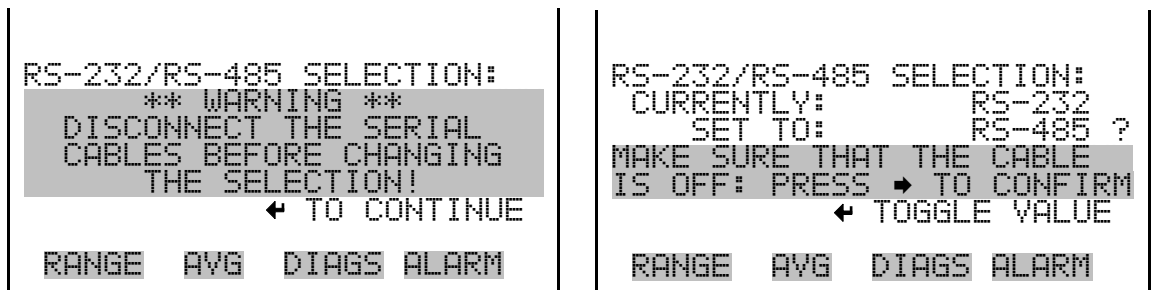 RS-232/RS-485 SELECTION:
** WARNING **
DISCONNECT THE SERIAL
CABLES BEFORE CHANGING
THE SELECTION!
↵ TO CONTINUE
RANGE AVG DIAGS ALARM
RS-232/RS-485 SELECTION:
CURRENTLY: RS-232
SET TO: RS-485 ?
MAKE SURE THAT THE CABLE
IS OFF: PRESS → TO CONFIRM
↵ TOGGLE VALUE
RANGE AVG DIAGS ALARM